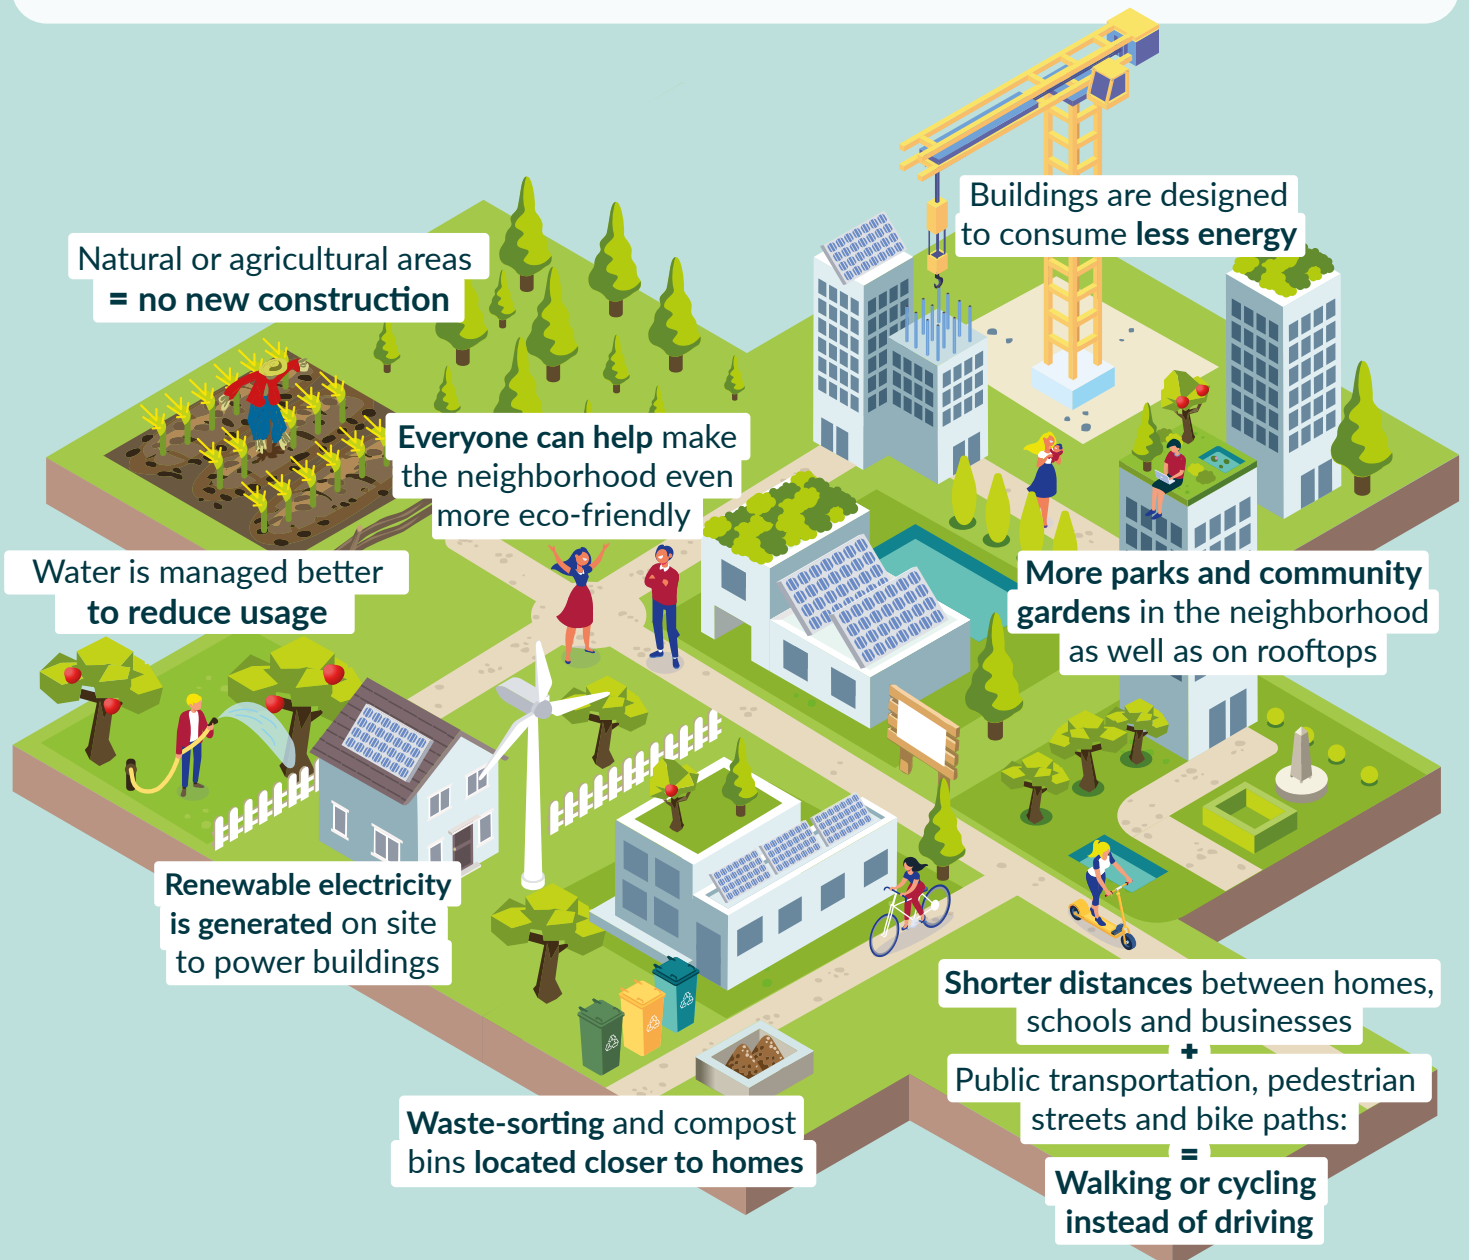 Buildings are designed
to consume less energy
Natural or agricultural areas
= no new construction
Everyone can help make
the neighborhood even
more eco-friendly
Water is managed better
to reduce usage
More parks and community
gardens in the neighborhood
as well as on rooftops
Renewable electricity
is generated on site
to power buildings
Shorter distances between homes,
schools and businesses
+
Public transportation, pedestrian
streets and bike paths:
=
Walking or cycling
instead of driving
Waste-sorting and compost
bins located closer to homes